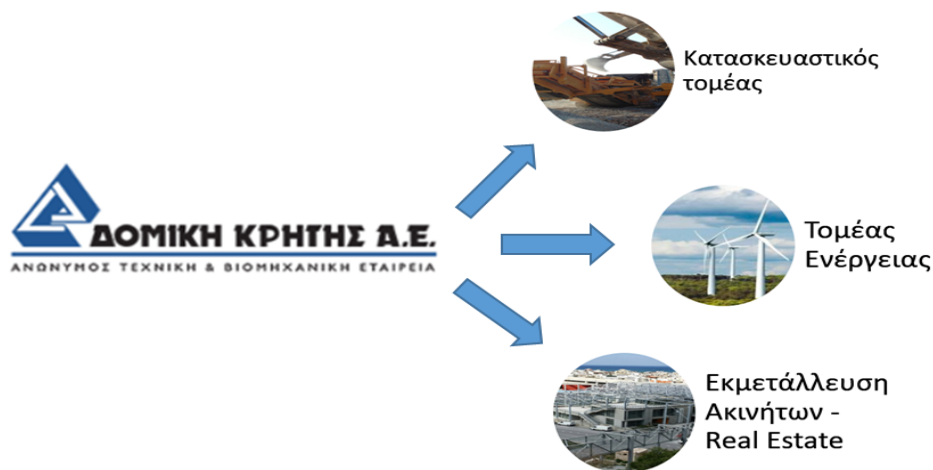 ΔΟΜΙΚΗ ΚΡΗΤΗΣ Α.Ε.
ΑΝΩΝΥΜΟΣ ΤΕΧΝΙΚΗ & ΒΙΟΜΗΧΑΝΙΚΗ ΕΤΑΙΡΕΙΑ
Κατασκευαστικός
τομέας
Τομέας
Ενέργειας
Εκμετάλλευση
Ακινήτων -
Real Estate